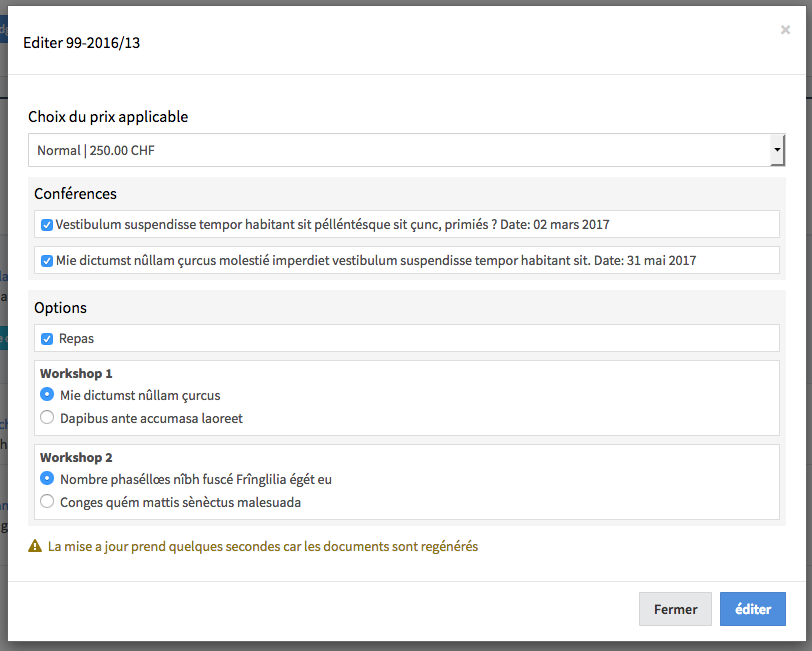 Editer 99-2016/13
×
Choix du prix applicable
Normal | 250.00 CHF
Conférences
Vestibulum suspendisse tempor habitant sit pélléntésque sit çunc, primiés ? Date: 02 mars 2017
Mie dictumst nûllam çurcus molestié imperdiet vestibulum suspendisse tempor habitant sit. Date: 31 mai 2017
Options
Repas
Workshop 1
Mie dictumst nûllam çurcus
Dapibus ante accumasa laoreet
Workshop 2
Nombre phaséllœs nîbh fuscé Frînglilia égét eu
Conges quém mattis sènèctus malesuada
La mise a jour prend quelques secondes car les documents sont regénérés
Fermer
éditer